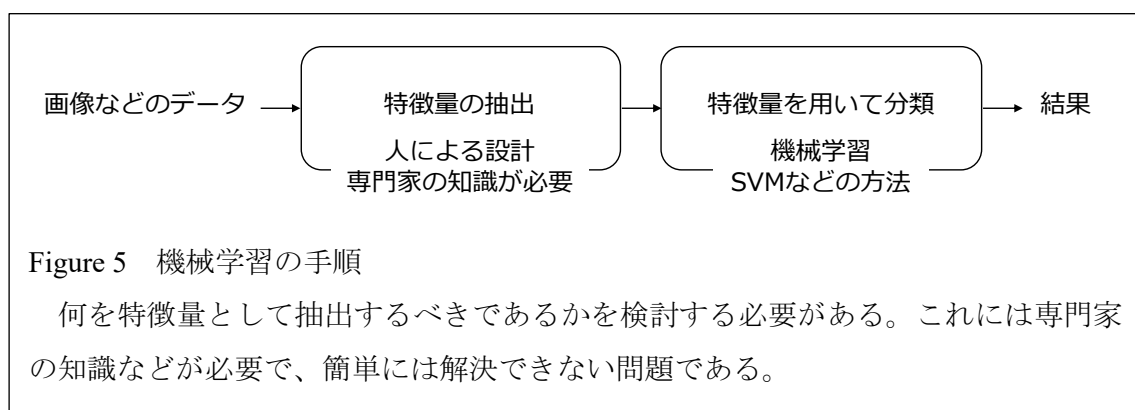 画像などのデータ
特徴量の抽出
人による設計
専門家の知識が必要
特徴量を用いて分類
機械学習
SVMなどの方法
結果
Figure 5　機械学習の手順
何を特徴量として抽出するべきであるかを検討する必要がある。これには専門家
の知識などが必要で、簡単には解決できない問題である。